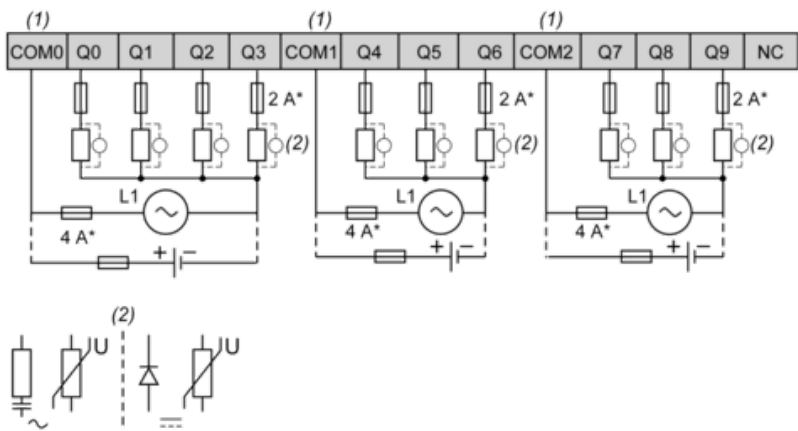 (1) (1) (1)
COM0 Q0 Q1 Q2 Q3 COM1 Q4 Q5 Q6 COM2 Q7 Q8 Q9 NC
2 A* 2 A* 2 A*
(2) (2) (2)
L1 L1 L1
4 A* 4 A* 4 A*
+ − + − + −
(2)
U U